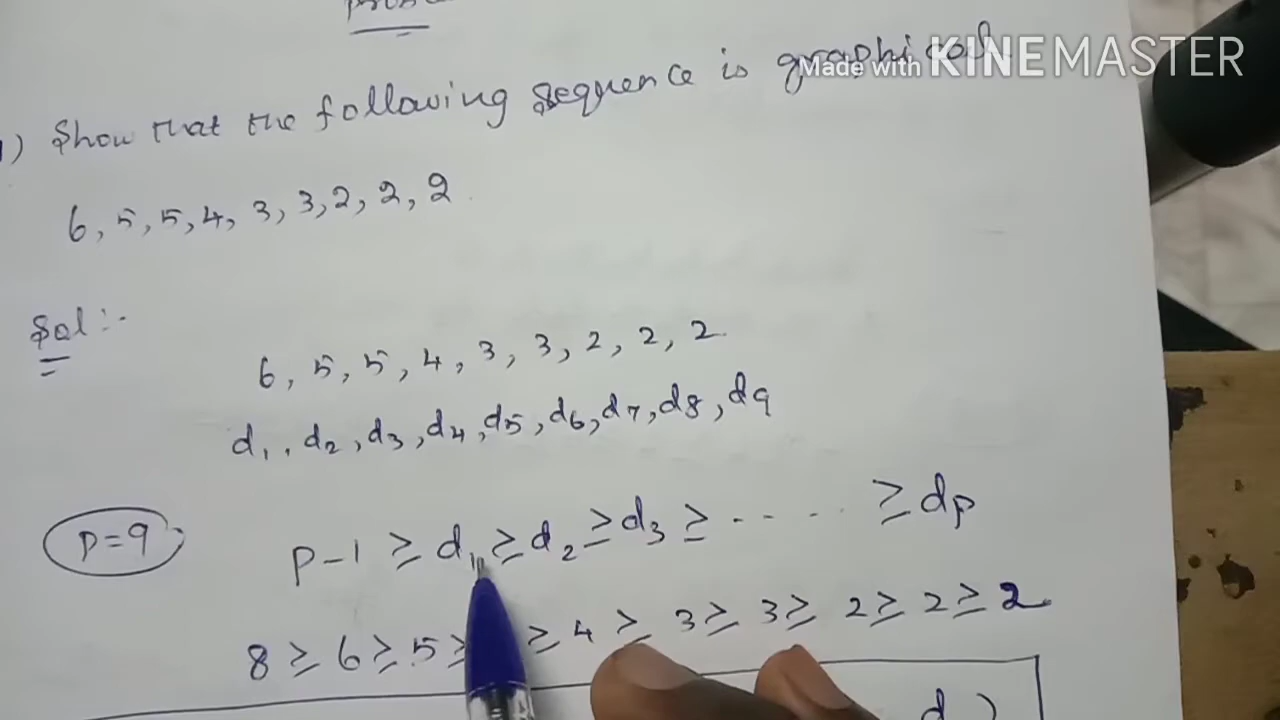 Made with KINEMASTER
1) Show that the following sequence is graphical.
6, 5, 5, 4, 3, 3, 2, 2, 2.
Sol:-
6, 5, 5, 4, 3, 3, 2, 2, 2.
d₁, d₂, d₃, d₄, d₅, d₆, d₇, d₈, d₉
p=9
p-1 ≥ d₁ ≥ d₂ ≥ d₃ ≥ ----- ≥ dp
8 ≥ 6 ≥ 5 ≥ ≥ 4 ≥ 3 ≥ 3 ≥ 2 ≥ 2 ≥ 2
d )